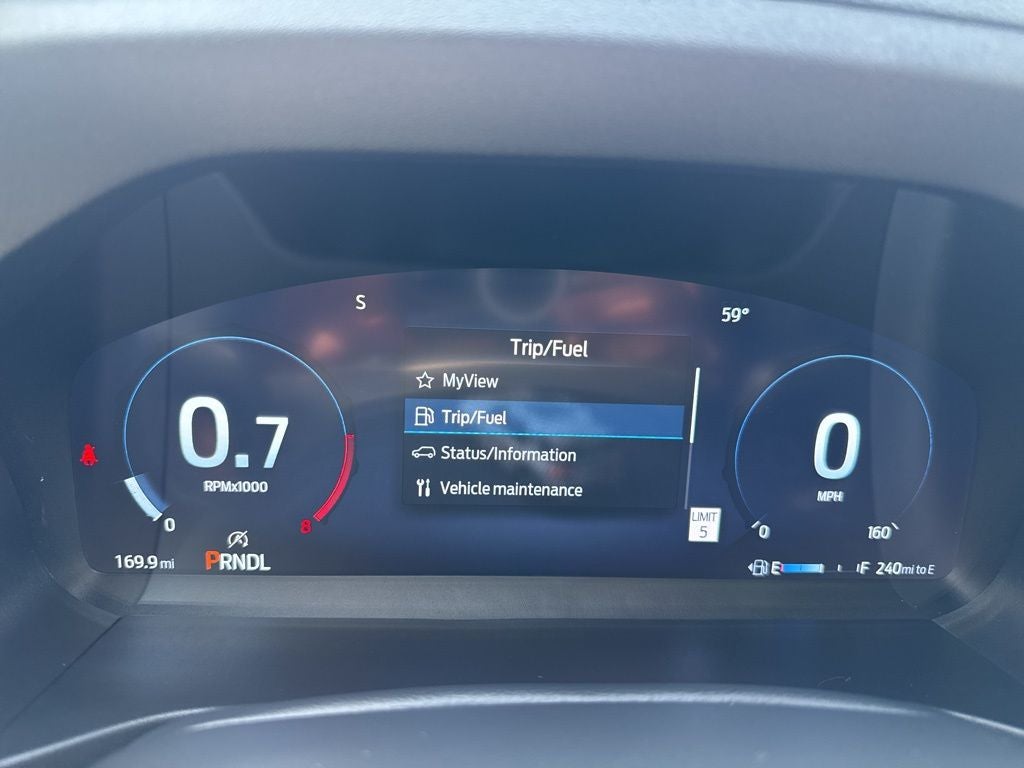 S
59°
Trip/Fuel
MyView
Trip/Fuel
Status/Information
Vehicle maintenance
0.7
RPMx1000
0
8
0
MPH
0
160
LIMIT
5
169.9 mi
PRNDL
E
F
240 mi to E